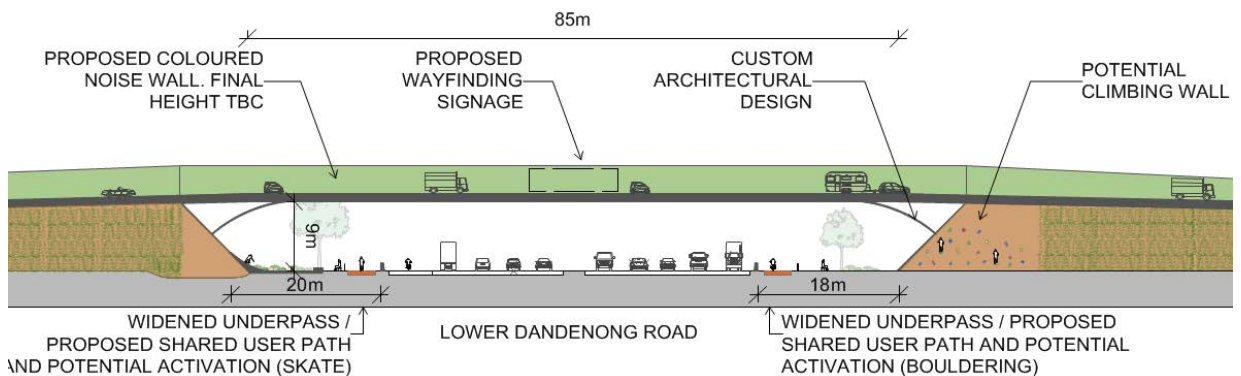 85m
PROPOSED COLOURED
NOISE WALL. FINAL
HEIGHT TBC
PROPOSED
WAYFINDING
SIGNAGE
CUSTOM
ARCHITECTURAL
DESIGN
POTENTIAL
CLIMBING WALL
9m
20m
18m
WIDENED UNDERPASS /
PROPOSED SHARED USER PATH
AND POTENTIAL ACTIVATION (SKATE)
LOWER DANDENONG ROAD
WIDENED UNDERPASS / PROPOSED
SHARED USER PATH AND POTENTIAL
ACTIVATION (BOULDERING)